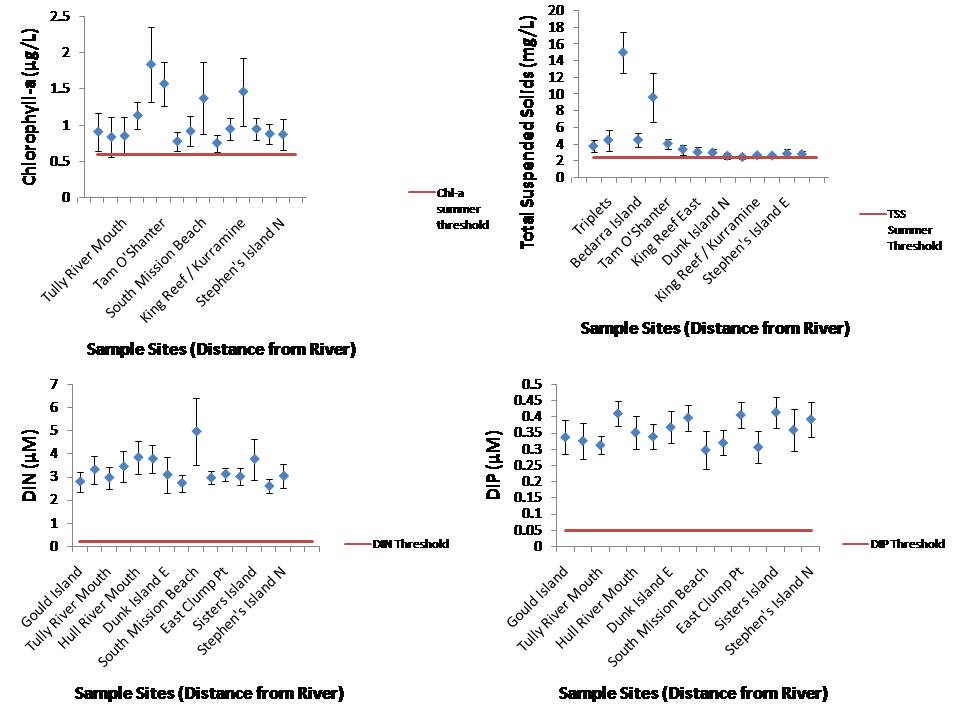 Chlorophyll-a (µg/L)
2.5
2
1.5
1
0.5
0
Tully River Mouth
Tam O'Shanter
South Mission Beach
King Reef / Kurramine
Stephen's Island N
Sample Sites (Distance from River)
Chl-a
summer
threshold
Total Suspended Solids (mg/L)
20
18
16
14
12
10
8
6
4
2
0
Triplets
Bedarra Island
Tam O'Shanter
King Reef East
Dunk Island N
King Reef / Kurramine
Stephen's Island E
Sample Sites (Distance from River)
TSS
Summer
Threshold
DIN (µM)
7
6
5
4
3
2
1
0
Gould Island
Tully River Mouth
Hull River Mouth
Dunk Island E
South Mission Beach
East Clump Pt
Sisters Island
Stephen's Island N
Sample Sites (Distance from River)
DIN Threshold
DIP (µM)
0.5
0.45
0.4
0.35
0.3
0.25
0.2
0.15
0.1
0.05
0
Gould Island
Tully River Mouth
Hull River Mouth
Dunk Island E
South Mission Beach
East Clump Pt
Sisters Island
Stephen's Island N
Sample Sites (Distance from River)
DIP Threshold